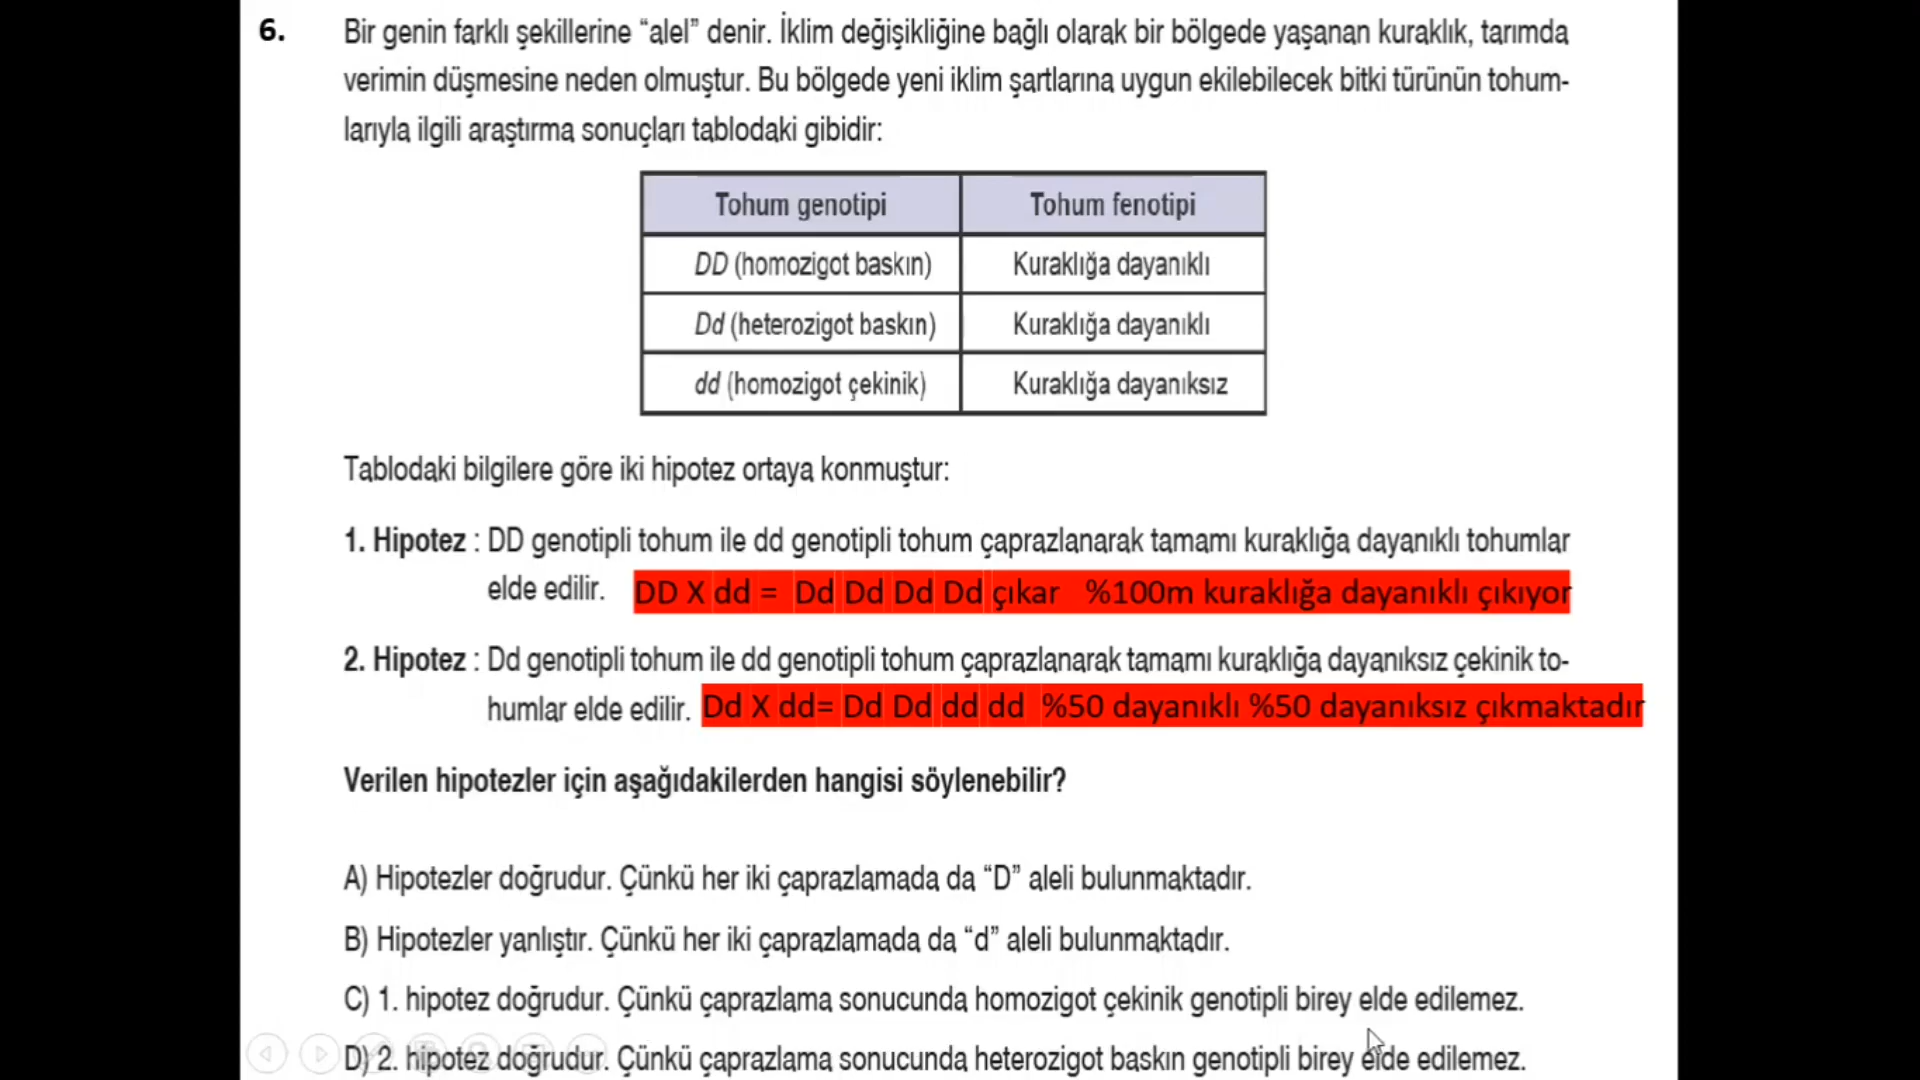 6. Bir genin farklı şekillerine “alel” denir. İklim değişikliğine bağlı olarak bir bölgede yaşanan kuraklık, tarımda
verimin düşmesine neden olmuştur. Bu bölgede yeni iklim şartlarına uygun ekilebilecek bitki türünün tohum-
larıyla ilgili araştırma sonuçları tablodaki gibidir:
Tohum genotipi Tohum fenotipi
DD (homozigot baskın) Kuraklığa dayanıklı
Dd (heterozigot baskın) Kuraklığa dayanıklı
dd (homozigot çekinik) Kuraklığa dayanıksız
Tablodaki bilgilere göre iki hipotez ortaya konmuştur:
1. Hipotez : DD genotipli tohum ile dd genotipli tohum çaprazlanarak tamamı kuraklığa dayanıklı tohumlar
elde edilir. DD X dd = Dd Dd Dd Dd çıkar %100m kuraklığa dayanıklı çıkıyor
2. Hipotez : Dd genotipli tohum ile dd genotipli tohum çaprazlanarak tamamı kuraklığa dayanıksız çekinik to-
humlar elde edilir. Dd X dd= Dd Dd dd dd %50 dayanıklı %50 dayanıksız çıkmaktadır
Verilen hipotezler için aşağıdakilerden hangisi söylenebilir?
A) Hipotezler doğrudur. Çünkü her iki çaprazlamada da “D” aleli bulunmaktadır.
B) Hipotezler yanlıştır. Çünkü her iki çaprazlamada da “d” aleli bulunmaktadır.
C) 1. hipotez doğrudur. Çünkü çaprazlama sonucunda homozigot çekinik genotipli birey elde edilemez.
D) 2. hipotez doğrudur. Çünkü çaprazlama sonucunda heterozigot baskın genotipli birey elde edilemez.